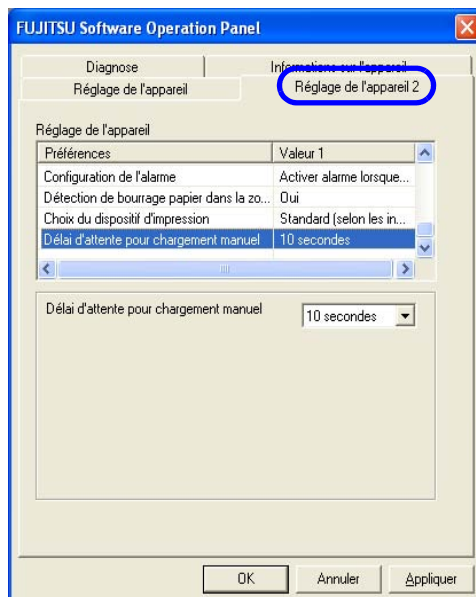 FUJITSU Software Operation Panel
Diagnose Informations sur l'appareil
Réglage de l'appareil Réglage de l'appareil 2
Réglage de l'appareil
Préférences Valeur 1
Configuration de l'alarme Activer alarme lorsque...
Détection de bourrage papier dans la zo... Oui
Choix du dispositif d'impression Standard (selon les in...
Délai d'attente pour chargement manuel 10 secondes
Délai d'attente pour chargement manuel 10 secondes
OK Annuler Appliquer